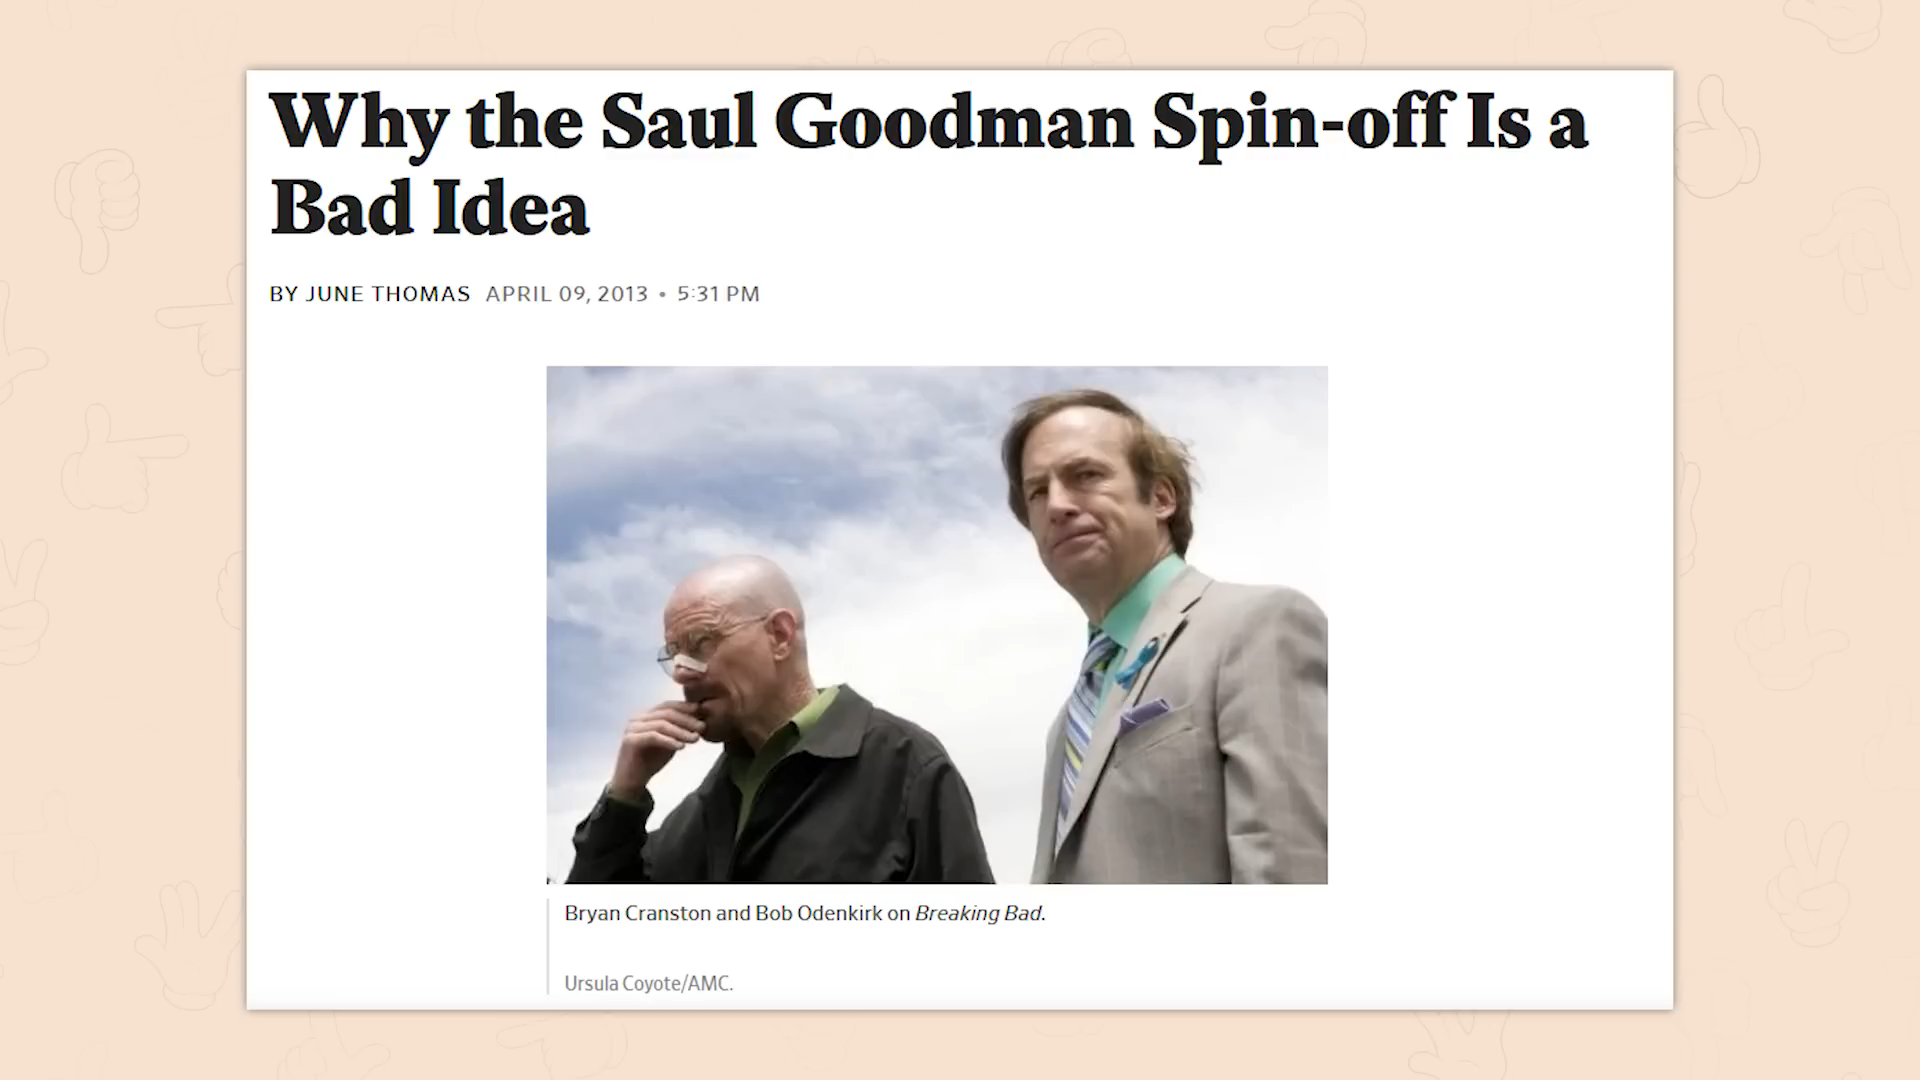 Why the Saul Goodman Spin-off Is a
Bad Idea
BY JUNE THOMAS APRIL 09, 2013 • 5:31 PM
Bryan Cranston and Bob Odenkirk on Breaking Bad.
Ursula Coyote/AMC.